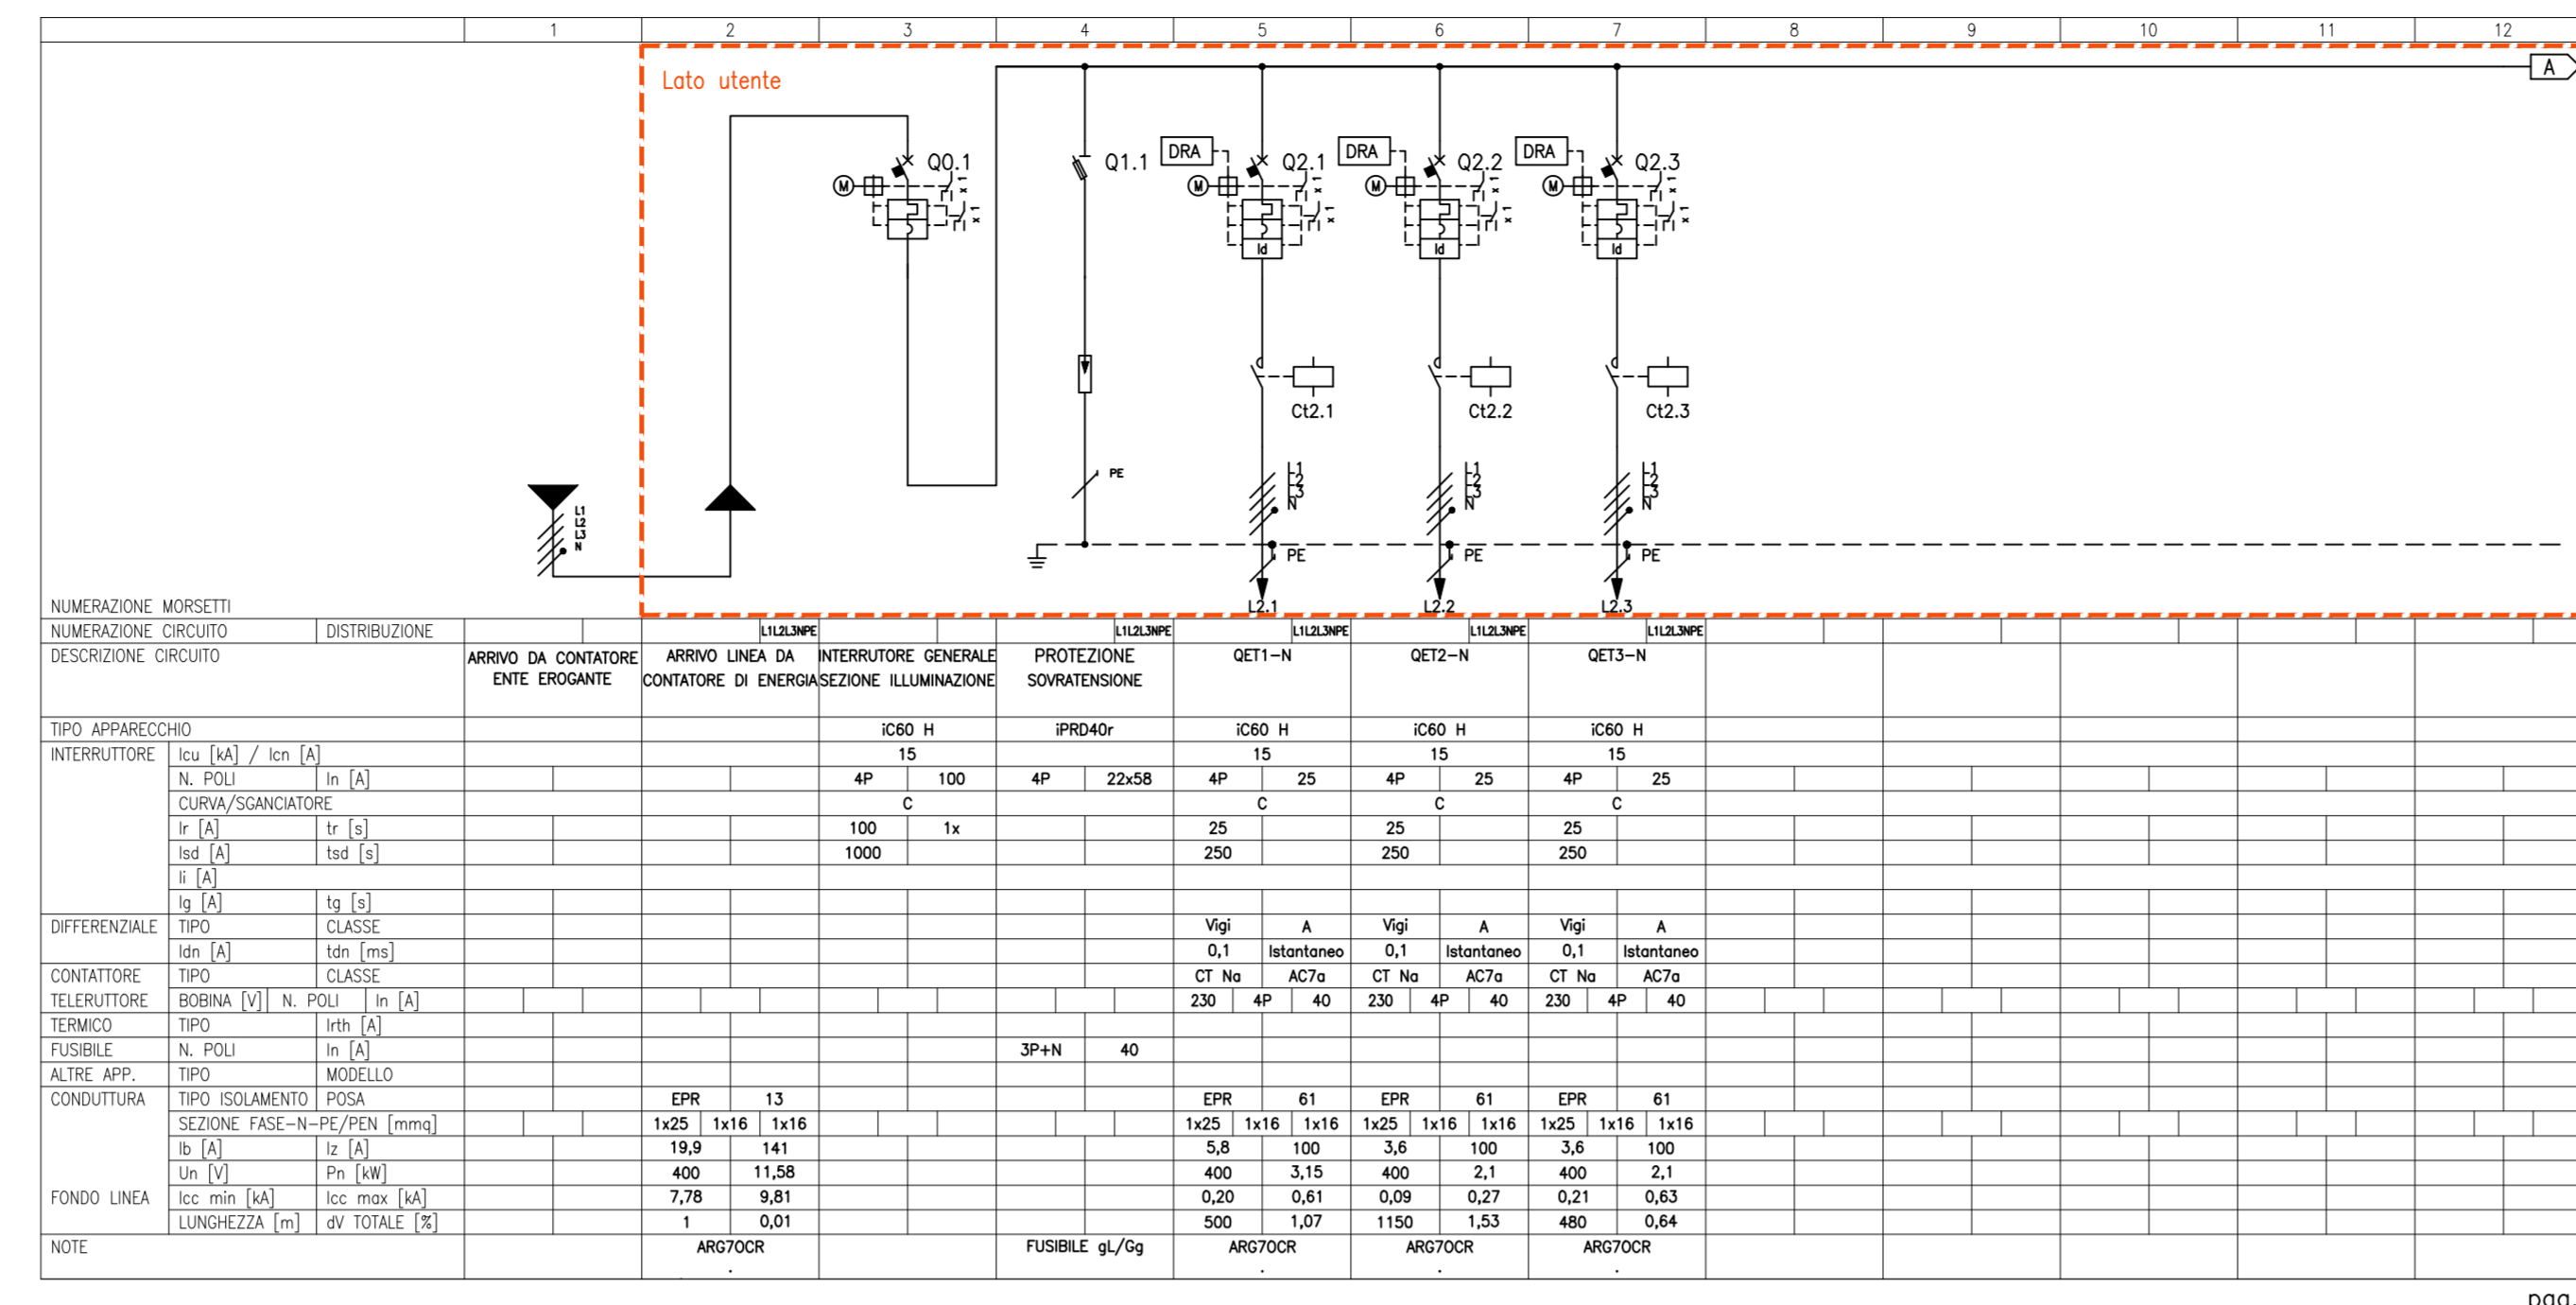 1 2 3 4 5 6 7 8 9 10 11 12
Lato utente
A
Q0.1 Q1.1 DRA Q2.1 DRA Q2.2 DRA Q2.3
M x 1 M x 1 M x 1 M x 1
x 1 x 1 x 1 x 1
Id Id Id
Ct2.1 Ct2.2 Ct2.3
PE
L1 L1 L1
L2 L2 L2
L3 L3 L3
N N N
L1
L2
L3
N
PE PE PE
L2.1 L2.2 L2.3
NUMERAZIONE MORSETTI
NUMERAZIONE CIRCUITO DISTRIBUZIONE L1L2L3NPE L1L2L3NPE L1L2L3NPE L1L2L3NPE L1L2L3NPE
DESCRIZIONE CIRCUITO ARRIVO DA CONTATORE ARRIVO LINEA DA INTERRUTORE GENERALE PROTEZIONE QET1-N QET2-N QET3-N
ENTE EROGANTE CONTATORE DI ENERGIA SEZIONE ILLUMINAZIONE SOVRATENSIONE
TIPO APPARECCHIO iC60 H iPRD40r iC60 H iC60 H iC60 H
INTERRUTTORE Icu [kA] / Icn [A] 15 15 15 15
N. POLI In [A] 4P 100 4P 22x58 4P 25 4P 25 4P 25
CURVA/SGANCIATORE C C C C
Ir [A] tr [s] 100 1x 25 25 25
Isd [A] tsd [s] 1000 250 250 250
Ii [A]
Ig [A] tg [s]
DIFFERENZIALE TIPO CLASSE Vigi A Vigi A Vigi A
Idn [A] tdn [ms] 0,1 Istantaneo 0,1 Istantaneo 0,1 Istantaneo
CONTATTORE TIPO CLASSE CT Na AC7a CT Na AC7a CT Na AC7a
TELERUTTORE BOBINA [V] N. POLI In [A] 230 4P 40 230 4P 40 230 4P 40
TERMICO TIPO Irth [A]
FUSIBILE N. POLI In [A] 3P+N 40
ALTRE APP. TIPO MODELLO
CONDUTTURA TIPO ISOLAMENTO POSA EPR 13 EPR 61 EPR 61 EPR 61
SEZIONE FASE-N-PE/PEN [mmq] 1x25 1x16 1x16 1x25 1x16 1x16 1x25 1x16 1x16 1x25 1x16 1x16
Ib [A] Iz [A] 19,9 141 5,8 100 3,6 100 3,6 100
Un [V] Pn [kW] 400 11,58 400 3,15 400 2,1 400 2,1
FONDO LINEA Icc min [kA] Icc max [kA] 7,78 9,81 0,20 0,61 0,09 0,27 0,21 0,63
LUNGHEZZA [m] dV TOTALE [%] 1 0,01 500 1,07 1150 1,53 480 0,64
NOTE ARG7OCR FUSIBILE gL/Gg ARG7OCR ARG7OCR ARG7OCR
. . . .
pag.